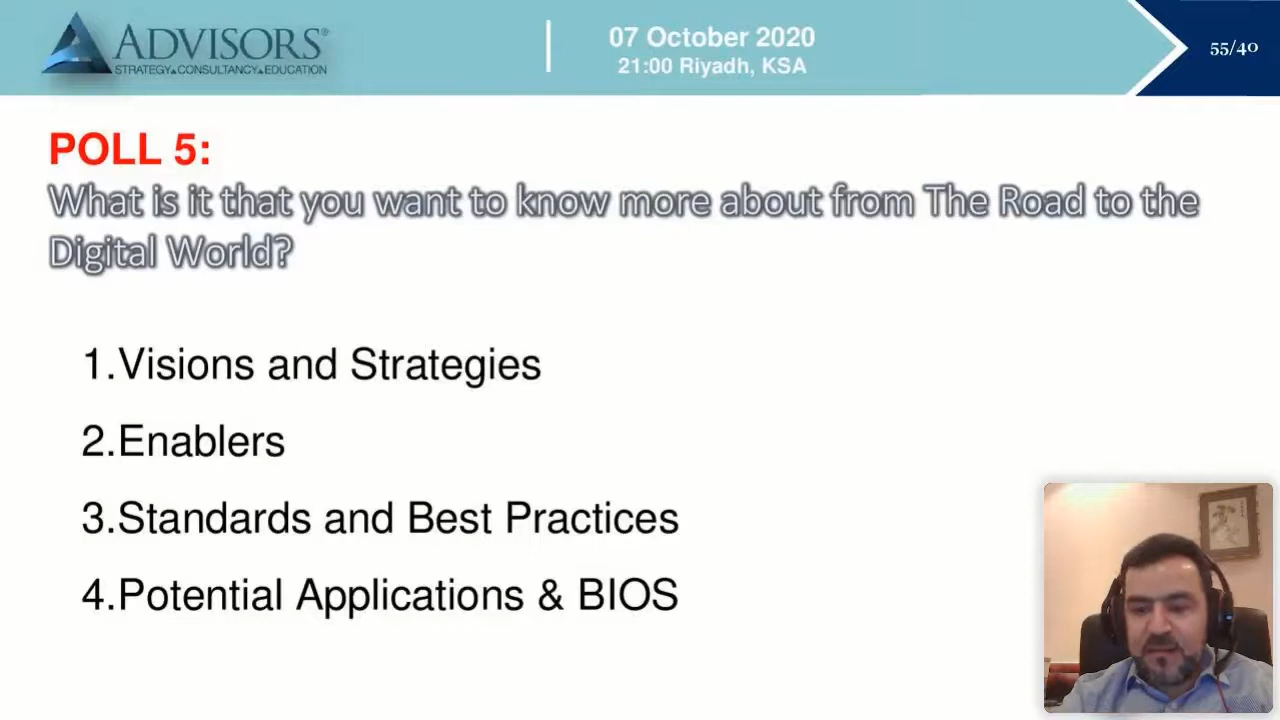 ADVISORS®
STRATEGY▲CONSULTANCY▲EDUCATION
07 October 2020
21:00 Riyadh, KSA
55/40
POLL 5:
What is it that you want to know more about from The Road to the
Digital World?
1.Visions and Strategies
2.Enablers
3.Standards and Best Practices
4.Potential Applications & BIOS